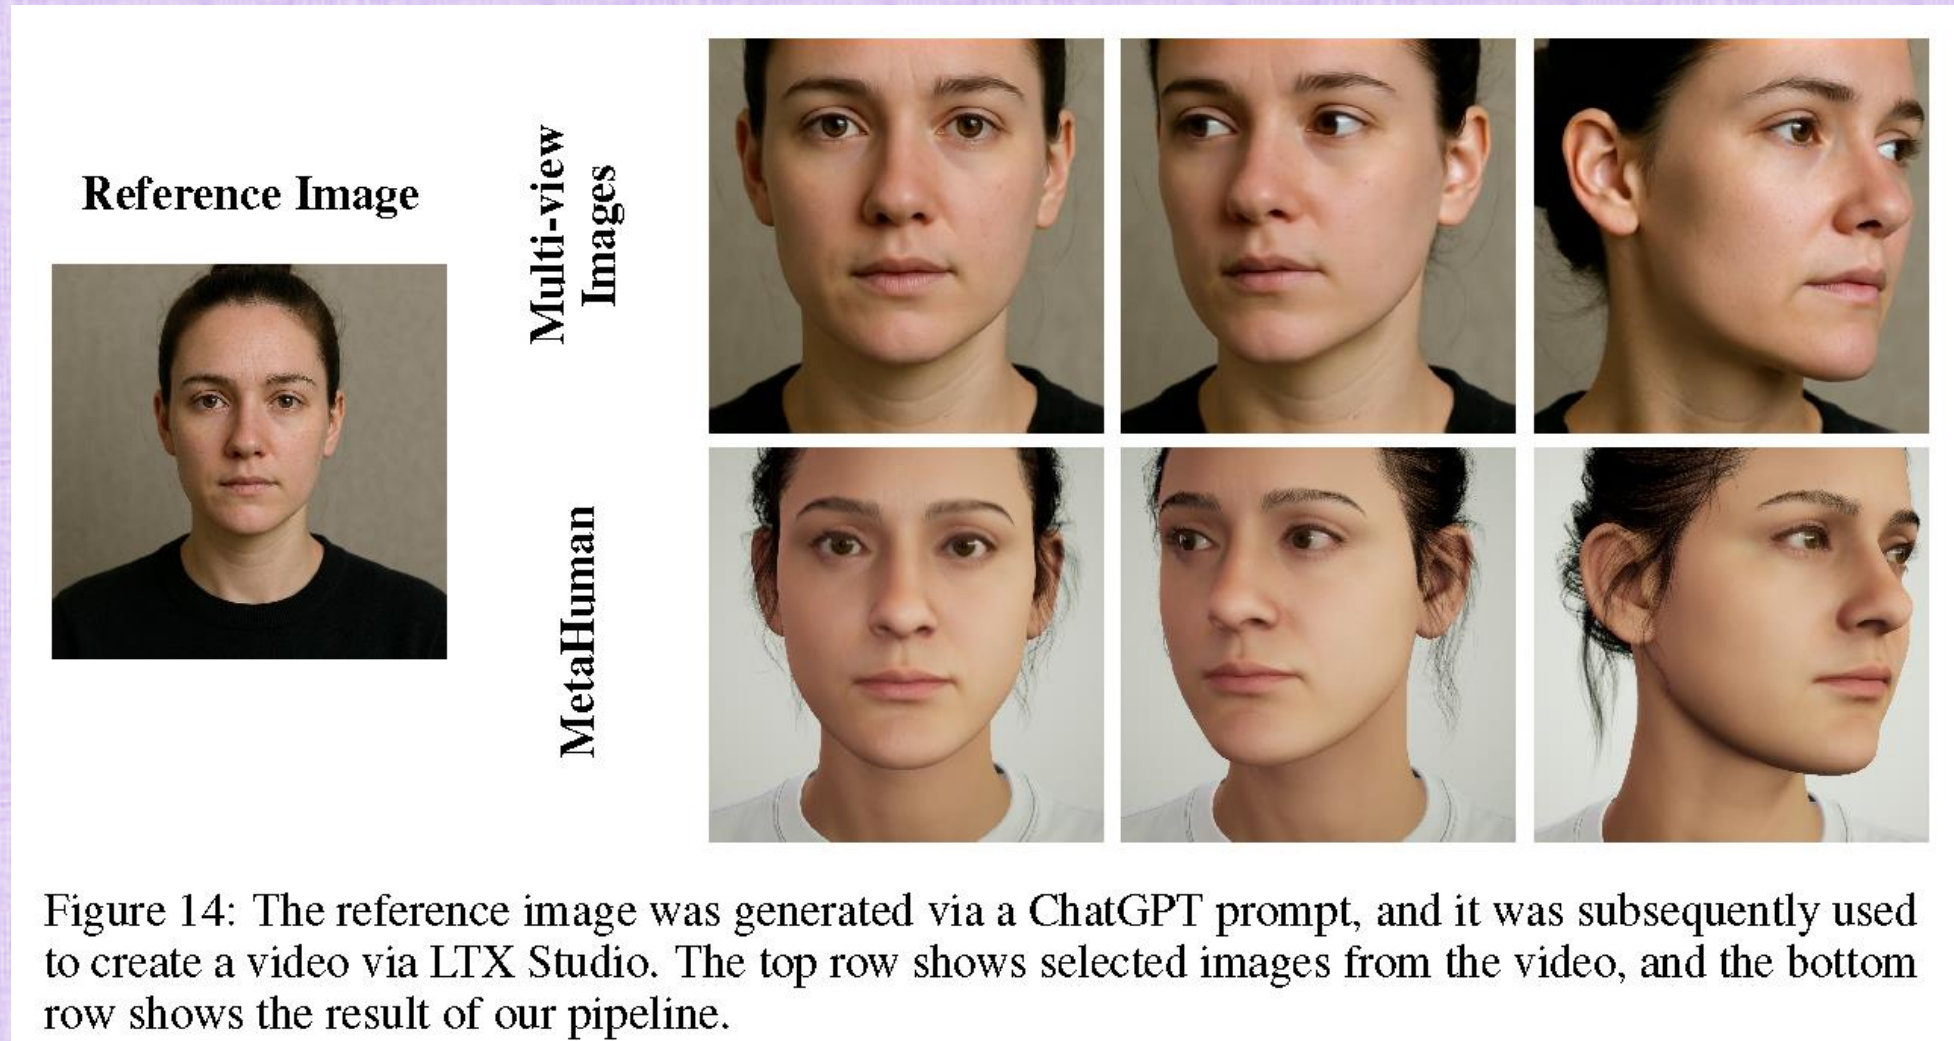 Reference Image
Multi-view
Images
MetaHuman
Figure 14: The reference image was generated via a ChatGPT prompt, and it was subsequently used
to create a video via LTX Studio. The top row shows selected images from the video, and the bottom
row shows the result of our pipeline.